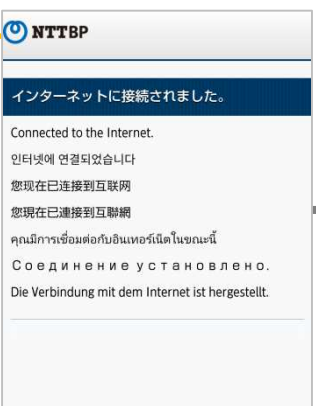 NTTBP
インターネットに接続されました。
Connected to the Internet.
인터넷에 연결되었습니다
您现在已连接到互联网
您現在已連接到互聯網
คุณมีการเชื่อมต่อกับอินเทอร์เน็ตในขณะนี้
Соединение установлено.
Die Verbindung mit dem Internet ist hergestellt.